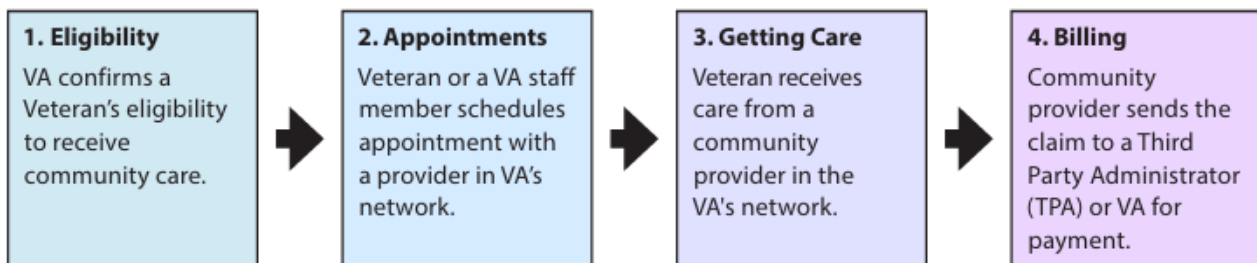 1. Eligibility
VA confirms a
Veteran’s eligibility
to receive
community care.
2. Appointments
Veteran or a VA staff
member schedules
appointment with
a provider in VA’s
network.
3. Getting Care
Veteran receives
care from a
community
provider in the
VA's network.
4. Billing
Community
provider sends the
claim to a Third
Party Administrator
(TPA) or VA for
payment.